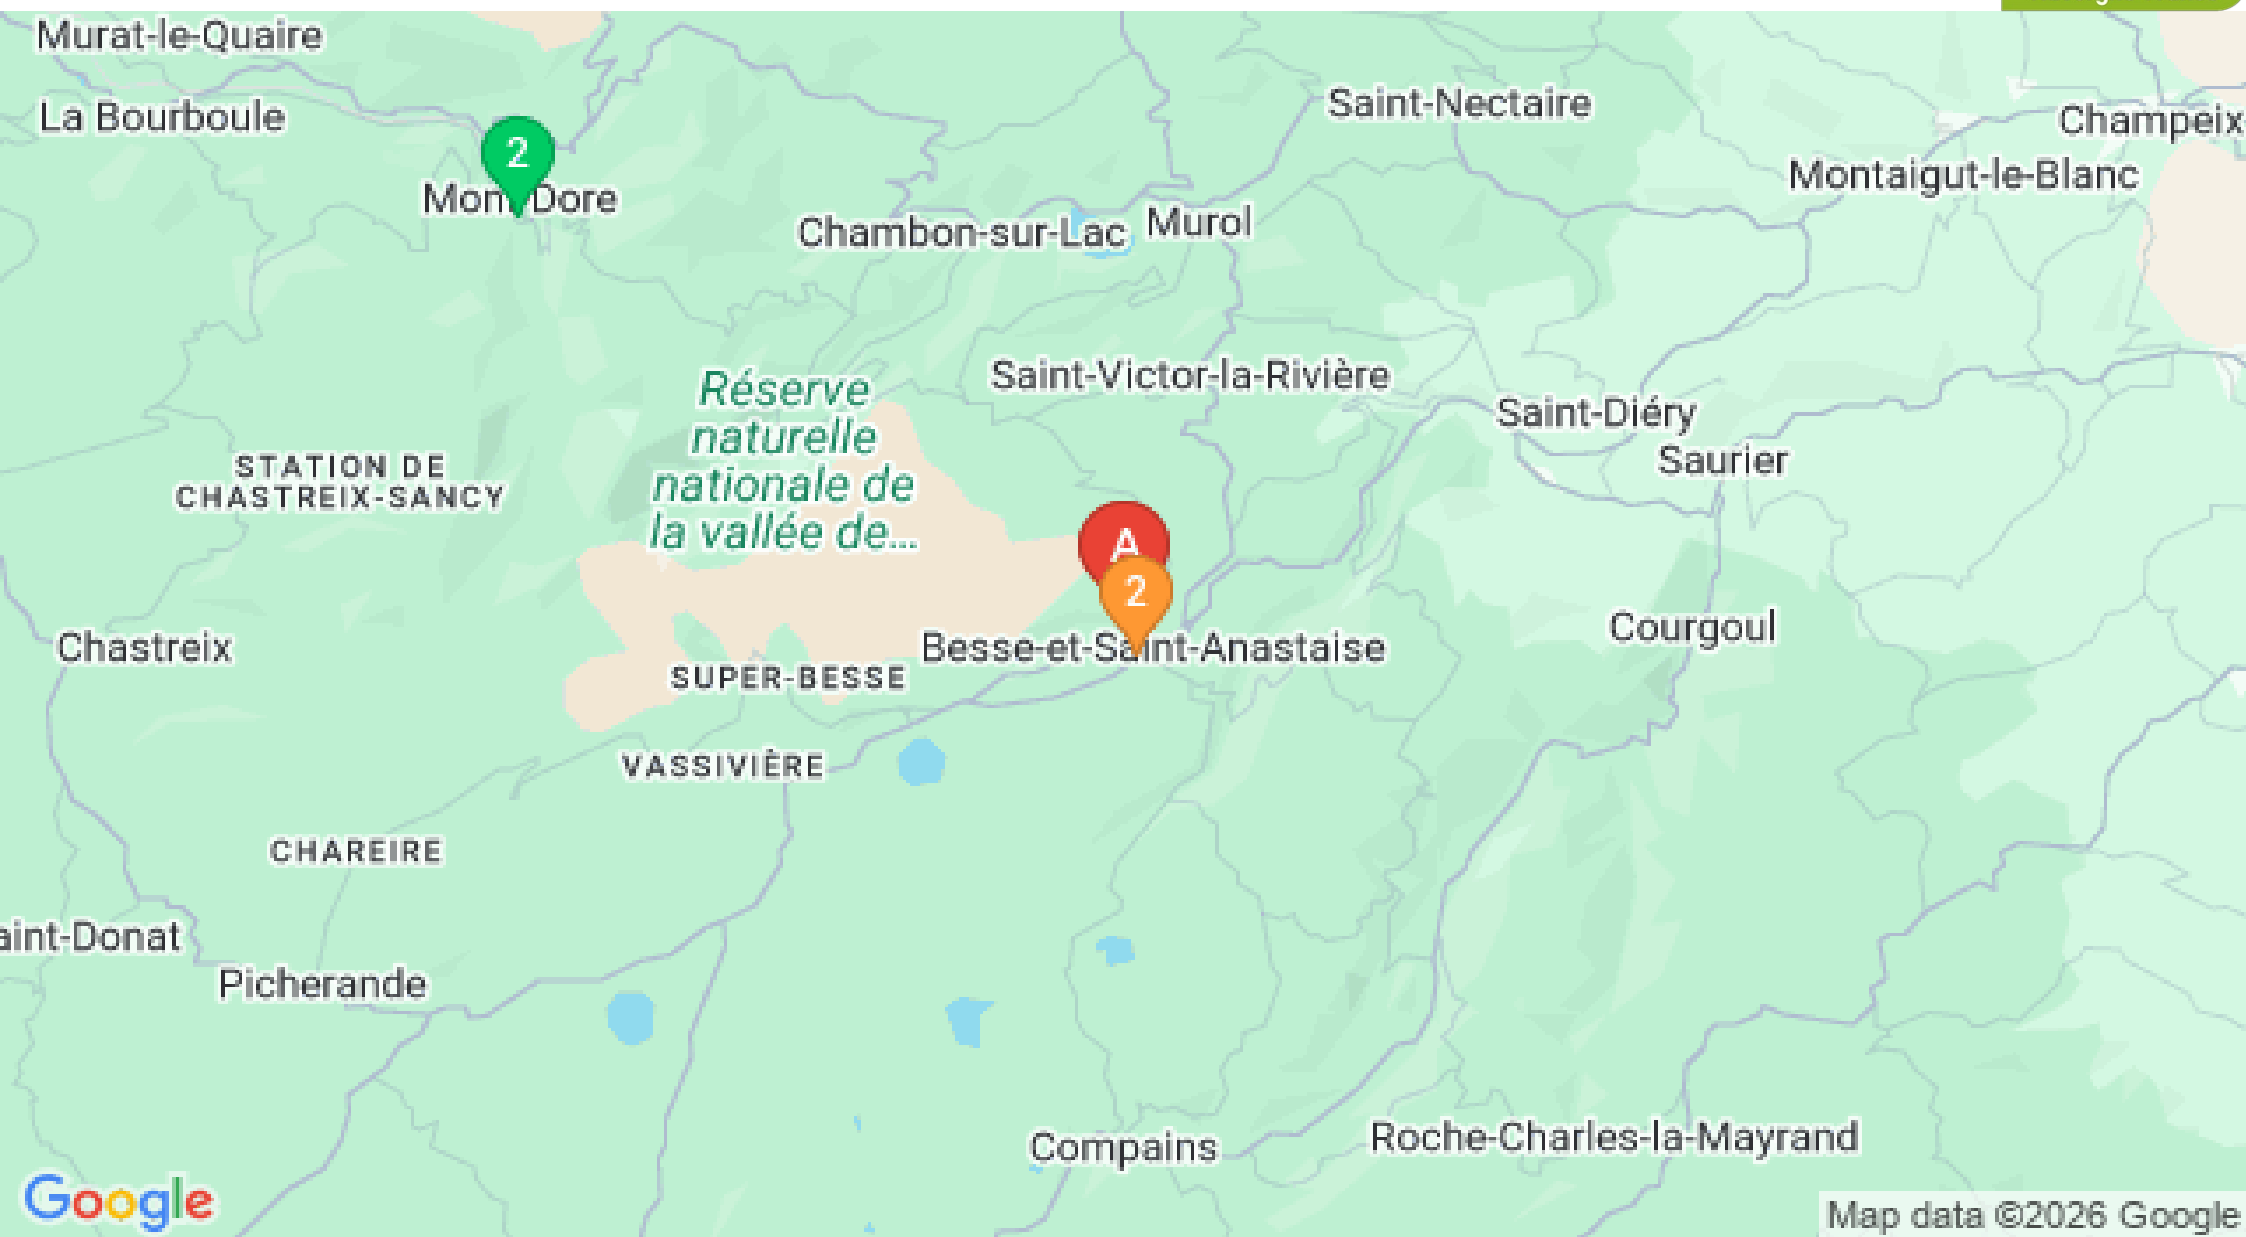 Murat-le-Quaire
La Bourboule
2
Mont-Dore
Saint-Nectaire
Champeix
Montaigut-le-Blanc
Chambon-sur-Lac
Murol
Réserve
naturelle
nationale de
la vallée de...
Saint-Victor-la-Rivière
Saint-Diéry
Saurier
STATION DE
CHASTREIX-SANCY
A
2
Chastreix
SUPER-BESSE
Besse-et-Saint-Anastaise
Courgoul
VASSIVIÈRE
CHAREIRE
aint-Donat
Picherande
Compains
Roche-Charles-la-Mayrand
Google
Map data ©2026 Google